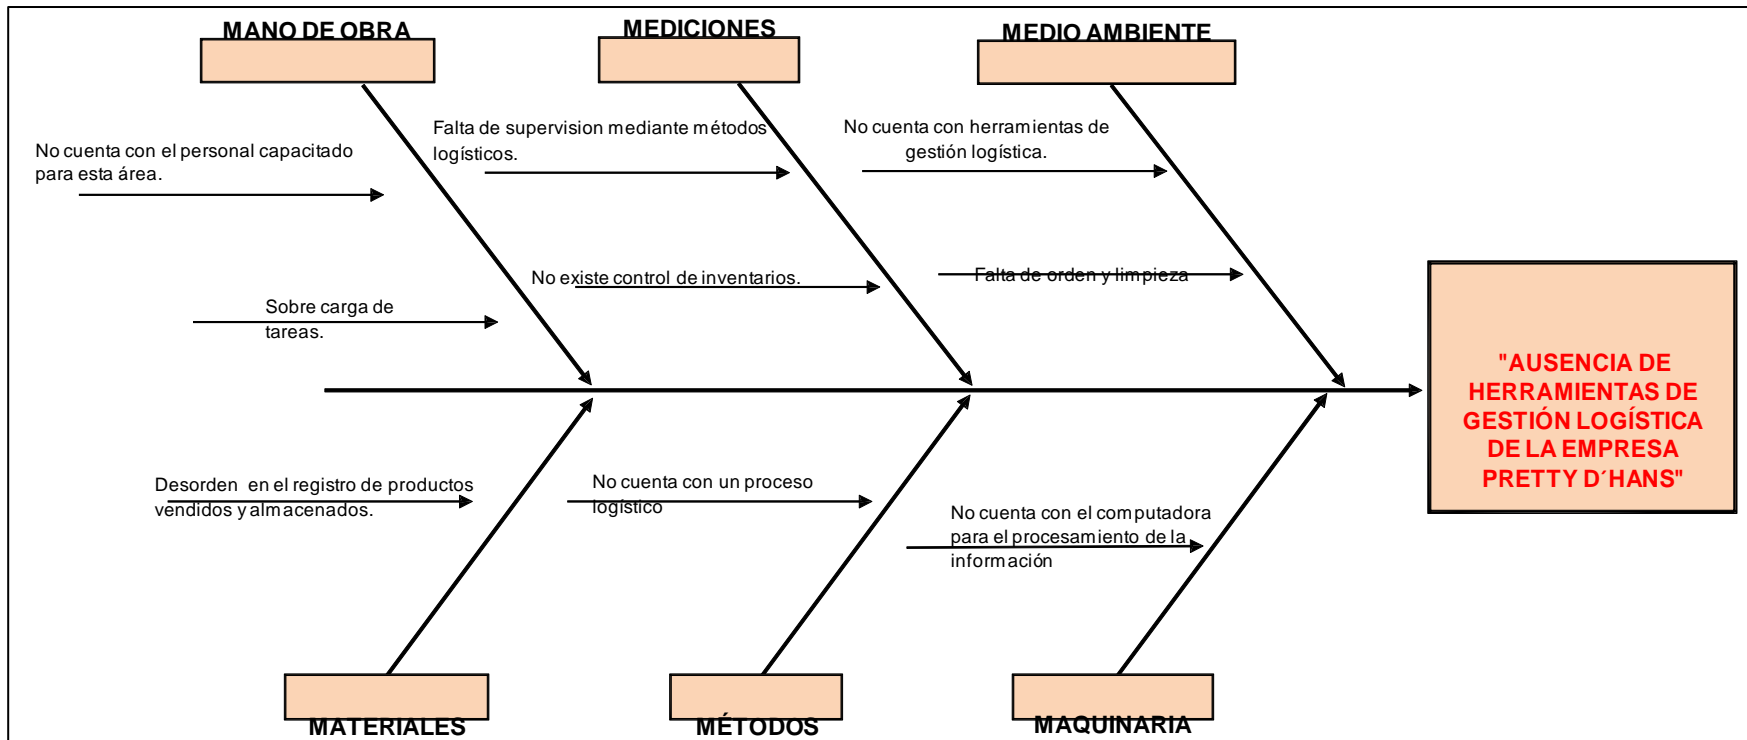 MANO DE OBRA
MEDICIONES
MEDIO AMBIENTE
No cuenta con el personal capacitado
para esta área.
Falta de supervision mediante métodos
logísticos.
No cuenta con herramientas de
gestión logística.
Sobre carga de
tareas.
No existe control de inventarios.
Falta de orden y limpieza
"AUSENCIA DE
HERRAMIENTAS DE
GESTIÓN LOGÍSTICA
DE LA EMPRESA
PRETTY D´HANS"
Desorden en el registro de productos
vendidos y almacenados.
No cuenta con un proceso
logístico
No cuenta con el computadora
para el procesamiento de la
información
MATERIALES
MÉTODOS
MAQUINARIA